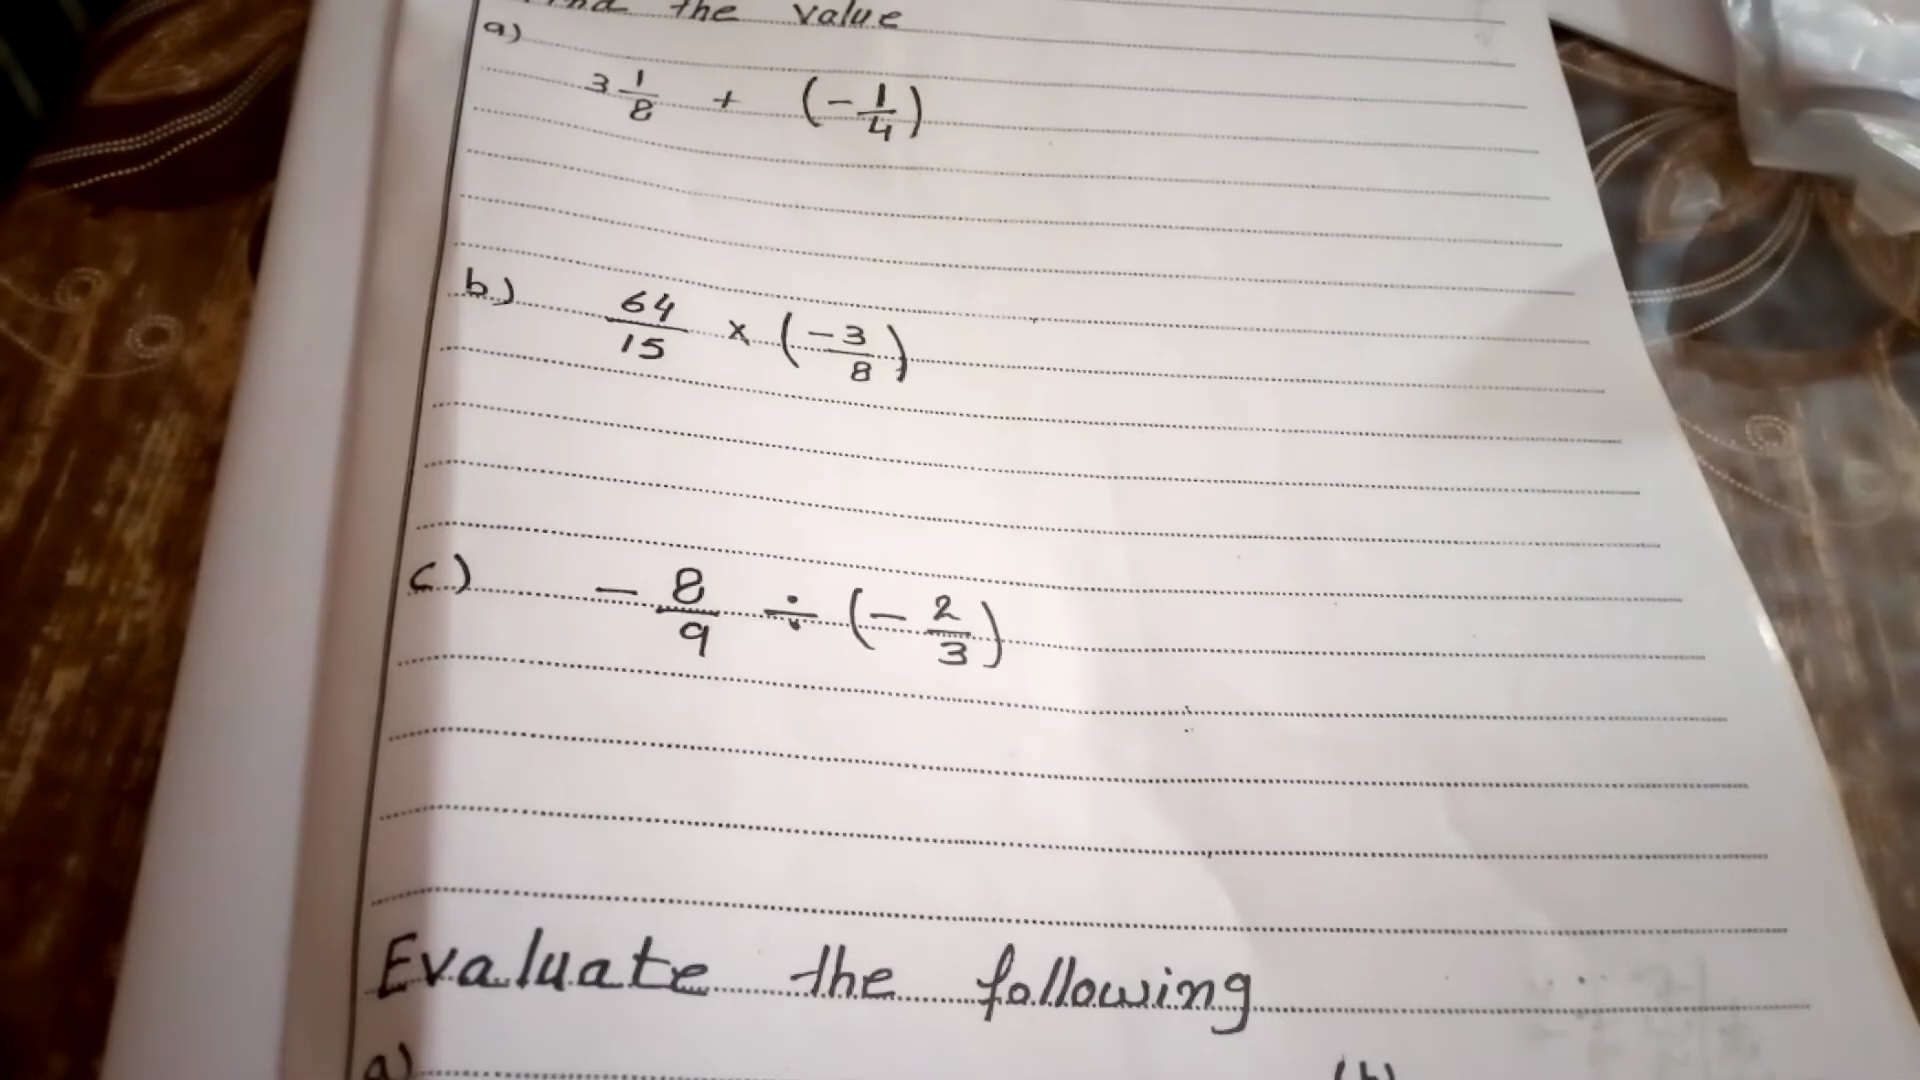 the value
a)
3 1/8 + (- 1/4)
b)
64/15 × (-3/8)
c)
- 8/9 ÷ (- 2/3)
Evaluate the following
a)
(b)